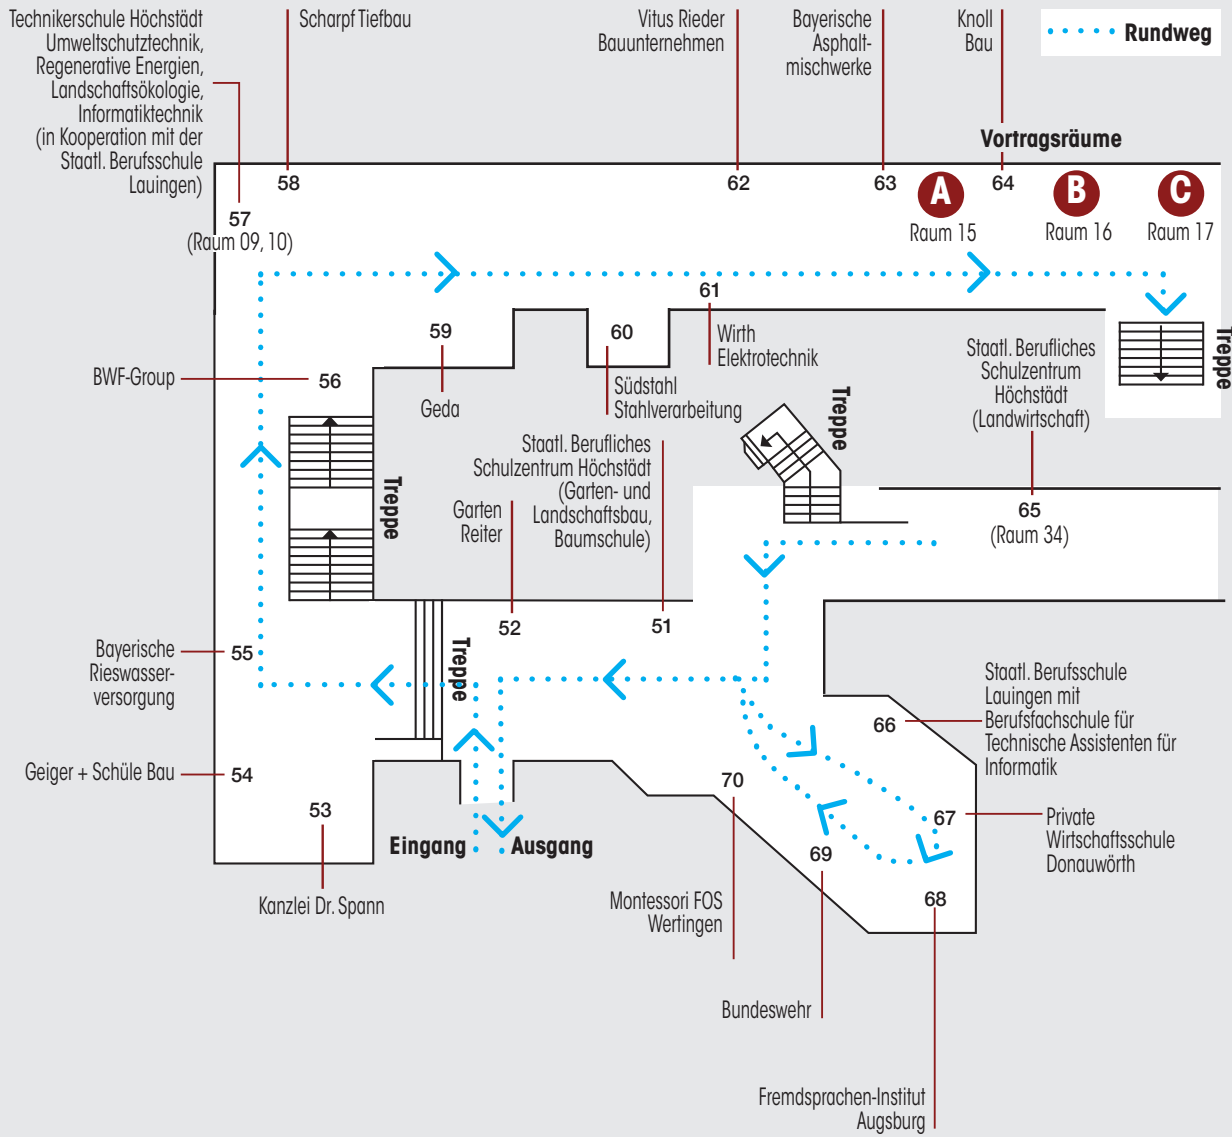 Technikerschule Höchstädt
Umweltschutztechnik,
Regenerative Energien,
Landschaftsökologie,
Informatiktechnik
(in Kooperation mit der
Staatl. Berufsschule
Lauingen)
Scharpf Tiefbau
Vitus Rieder
Bauunternehmen
Bayerische
Asphalt-
mischwerke
Knoll
Bau
Rundweg
Vortragsräume
58
62
63
64
A
B
C
Raum 15
Raum 16
Raum 17
57
(Raum 09, 10)
61
Wirth
Elektrotechnik
59
Geda
60
Südstahl
Stahlverarbeitung
Treppe
BWF-Group
56
Treppe
Staatl. Berufliches
Schulzentrum
Höchstädt
(Landwirtschaft)
65
(Raum 34)
Treppe
Garten
Reiter
52
Staatl. Berufliches
Schulzentrum Höchstädt
(Garten- und
Landschaftsbau,
Baumschule)
51
Treppe
Bayerische
Rieswasser-
versorgung
55
Geiger + Schüle Bau
54
53
Kanzlei Dr. Spann
Eingang
Ausgang
66
Staatl. Berufsschule
Lauingen mit
Berufsfachschule für
Technische Assistenten für
Informatik
67
Private
Wirtschaftsschule
Donauwörth
70
Montessori FOS
Wertingen
69
Bundeswehr
68
Fremdsprachen-Institut
Augsburg